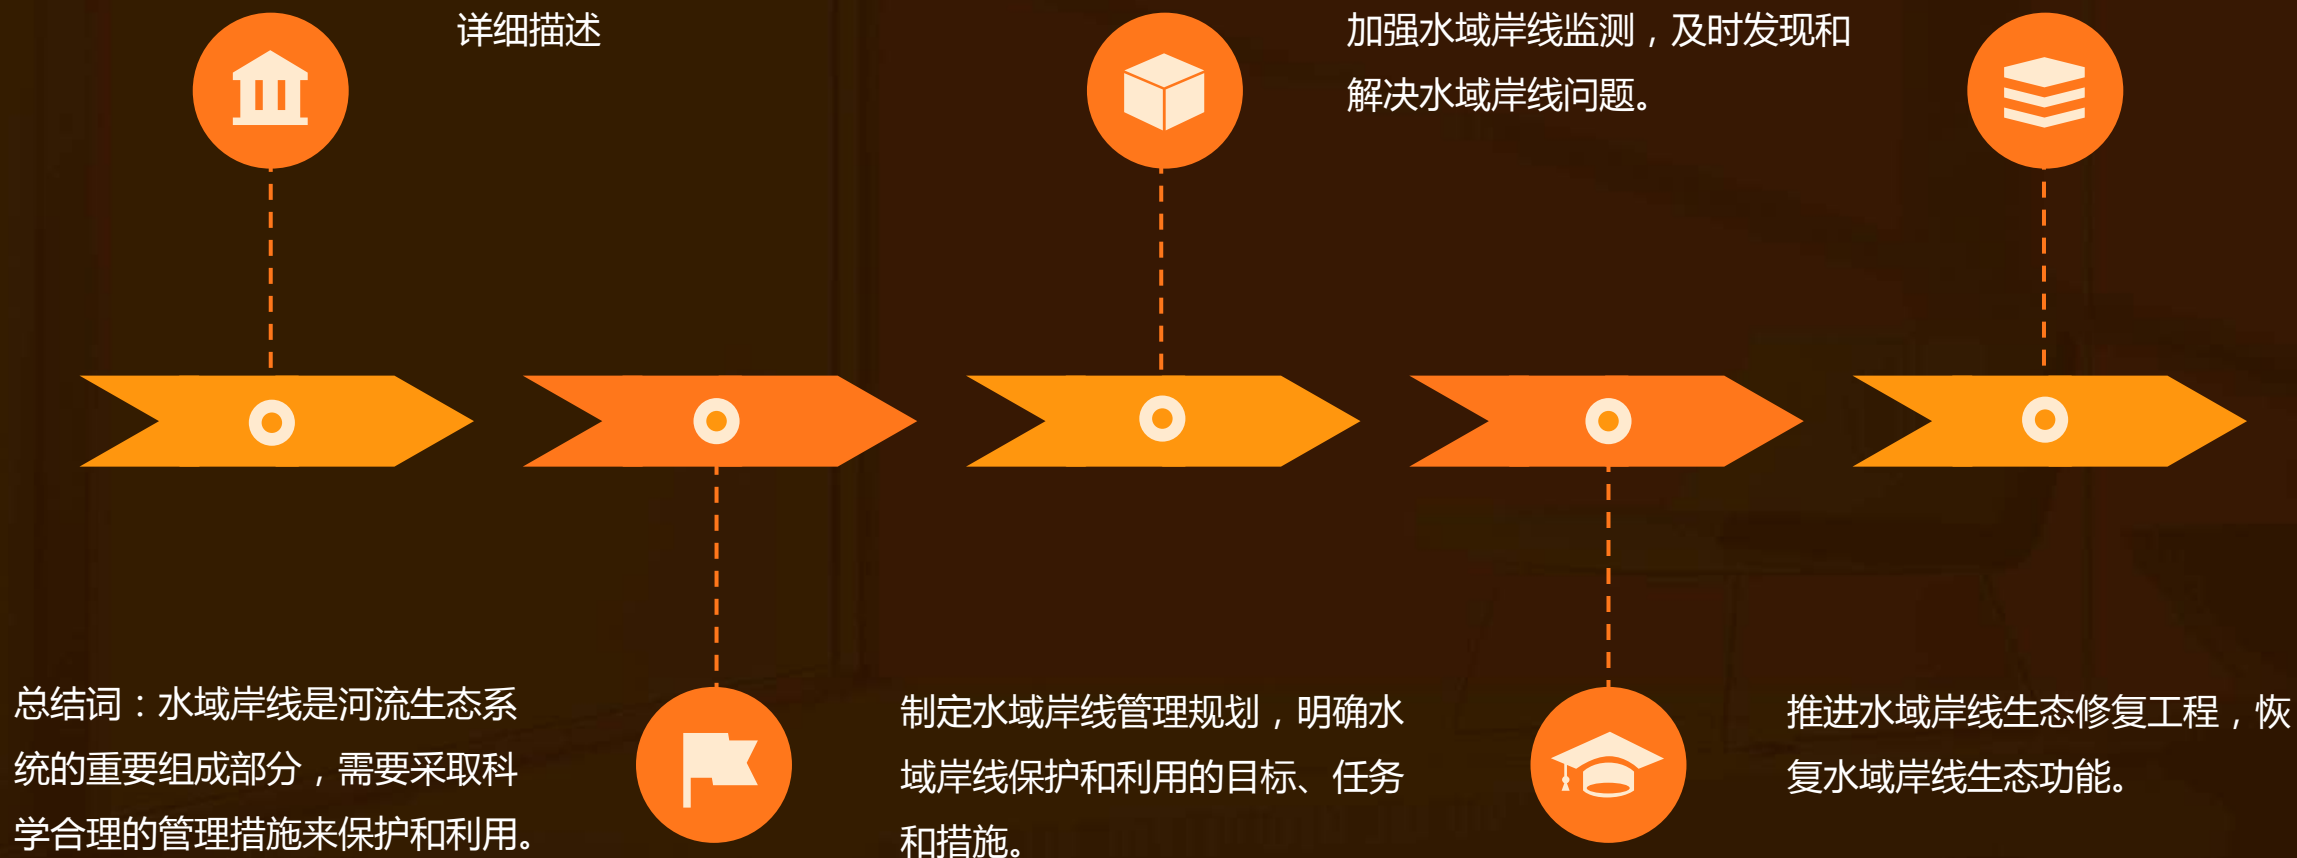 总结词：水域岸线是河流生态系
统的重要组成部分，需要采取科
学合理的管理措施来保护和利用。
详细描述
制定水域岸线管理规划，明确水
域岸线保护和利用的目标、任务
和措施。
加强水域岸线监测，及时发现和
解决水域岸线问题。
推进水域岸线生态修复工程，恢
复水域岸线生态功能。